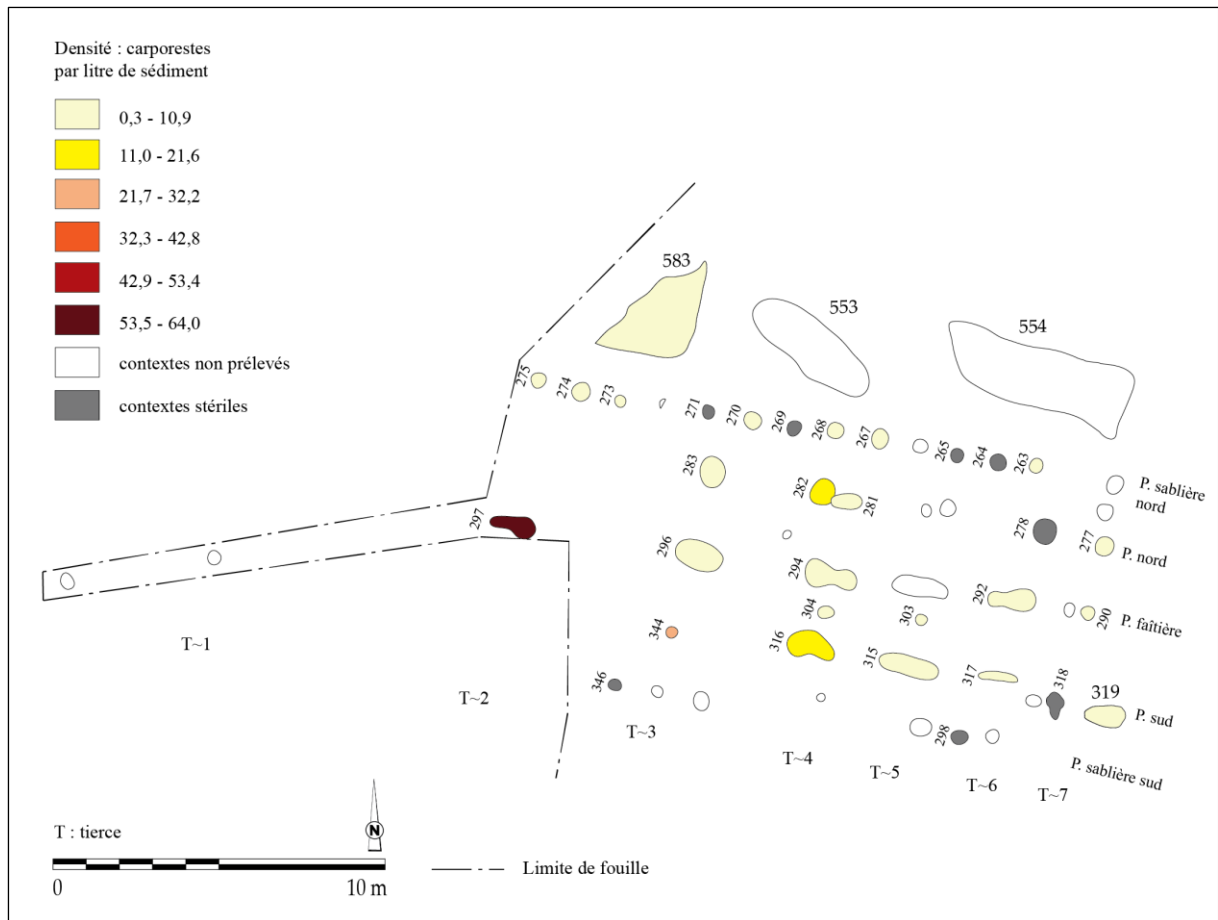 Densité : carporestes
par litre de sédiment
0,3 - 10,9
11,0 - 21,6
21,7 - 32,2
32,3 - 42,8
42,9 - 53,4
53,5 - 64,0
contextes non prélevés
contextes stériles
583
553
554
275
274
273
271
270
269
268
267
265
264
263
P. sablière
nord
283
282
281
278
277
P. nord
297
296
294
292
290
P. faîtière
304
303
344
316
315
317
318
319
P. sud
346
298
P. sablière sud
T~1
T~2
T~3
T~4
T~5
T~6
T~7
T : tierce
N
0
10 m
Limite de fouille